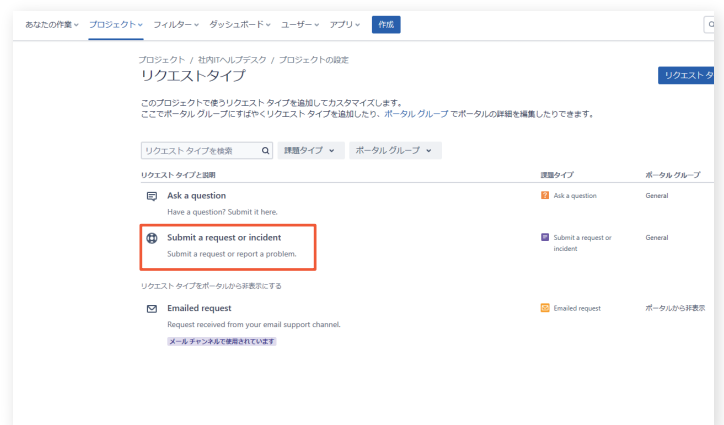 あなたの作業 プロジェクト フィルター ダッシュボード ユーザー アプリ 作成
プロジェクト / 社内ITヘルプデスク / プロジェクトの設定
リクエストタイプ
リクエスト タ
このプロジェクトで使うリクエスト タイプを追加してカスタマイズします。
ここでポータル グループにすばやくリクエスト タイプを追加したり、ポータル グループ でポータルの詳細を編集したりできます。
リクエスト タイプを検索 課題タイプ ポータル グループ
リクエスト タイプと説明 課題タイプ ポータル グループ
Ask a question Ask a question General
Have a question? Submit it here.
Submit a request or incident Submit a request or incident General
Submit a request or report a problem.
リクエスト タイプをポータルから非表示にする
Emailed request Emailed request ポータルから非表示
Request received from your email support channel.
メール チャンネルで使用されています